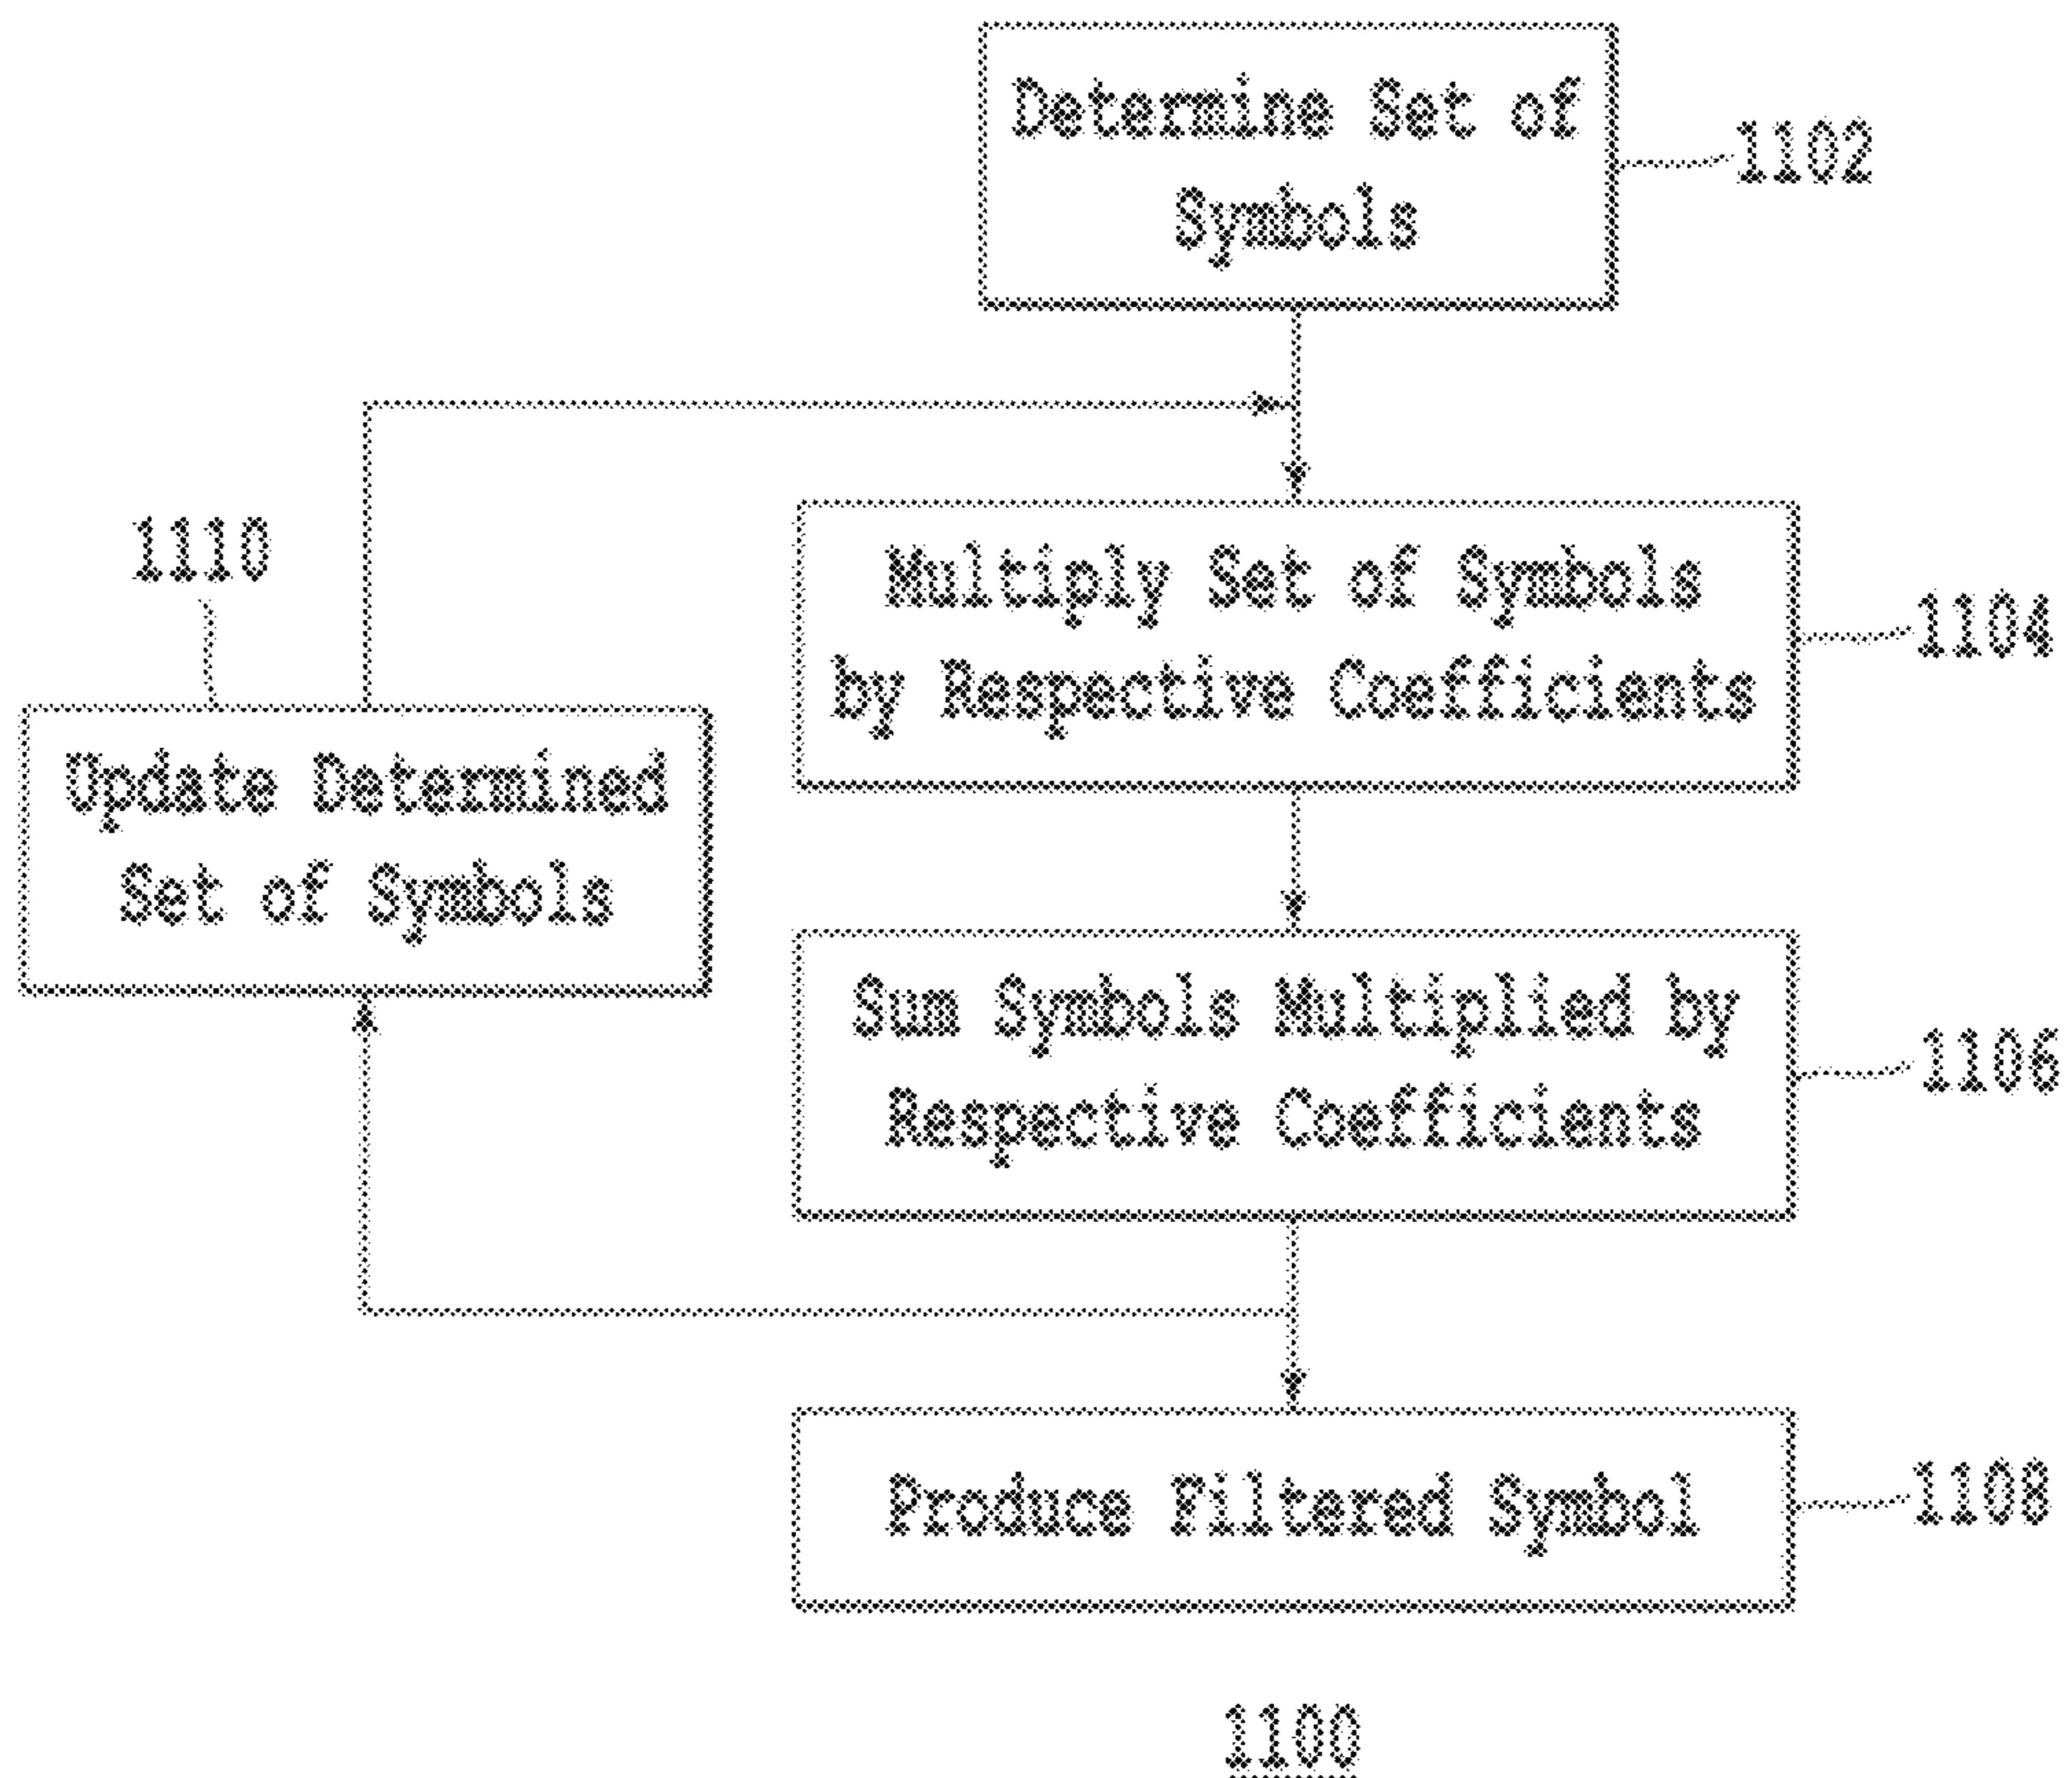 Determine Set of
Symbols
1102
1110
Multiply Set of Symbols
by Respective Coefficients
1104
Update Determined
Set of Symbols
Sum Symbols Multiplied by
Respective Coefficients
1106
Produce Filtered Symbol
1108
1100